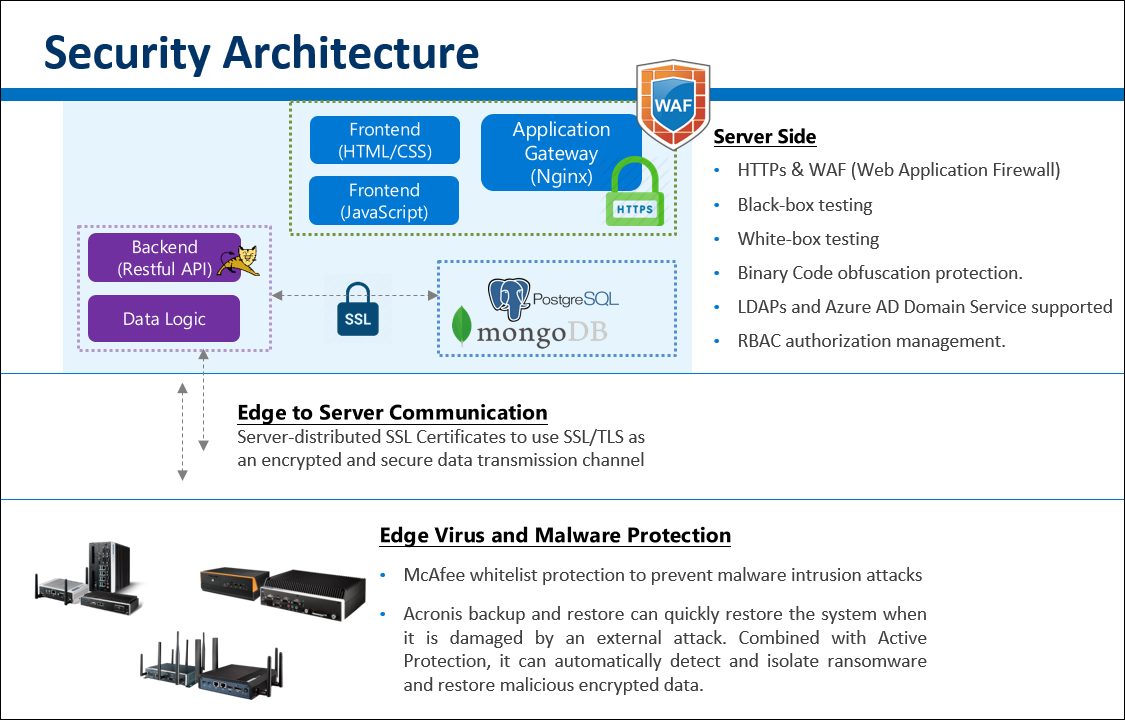 Security Architecture
WAF
Frontend
(HTML/CSS)
Application
Gateway
(Nginx)
Frontend
(JavaScript)
HTTPS
Backend
(Restful API)
Data Logic
SSL
PostgreSQL
mongoDB
Server Side
• HTTPs & WAF (Web Application Firewall)
• Black-box testing
• White-box testing
• Binary Code obfuscation protection.
• LDAPs and Azure AD Domain Service supported
• RBAC authorization management.
Edge to Server Communication
Server-distributed SSL Certificates to use SSL/TLS as
an encrypted and secure data transmission channel
Edge Virus and Malware Protection
• McAfee whitelist protection to prevent malware intrusion attacks
• Acronis backup and restore can quickly restore the system when
it is damaged by an external attack. Combined with Active
Protection, it can automatically detect and isolate ransomware
and restore malicious encrypted data.